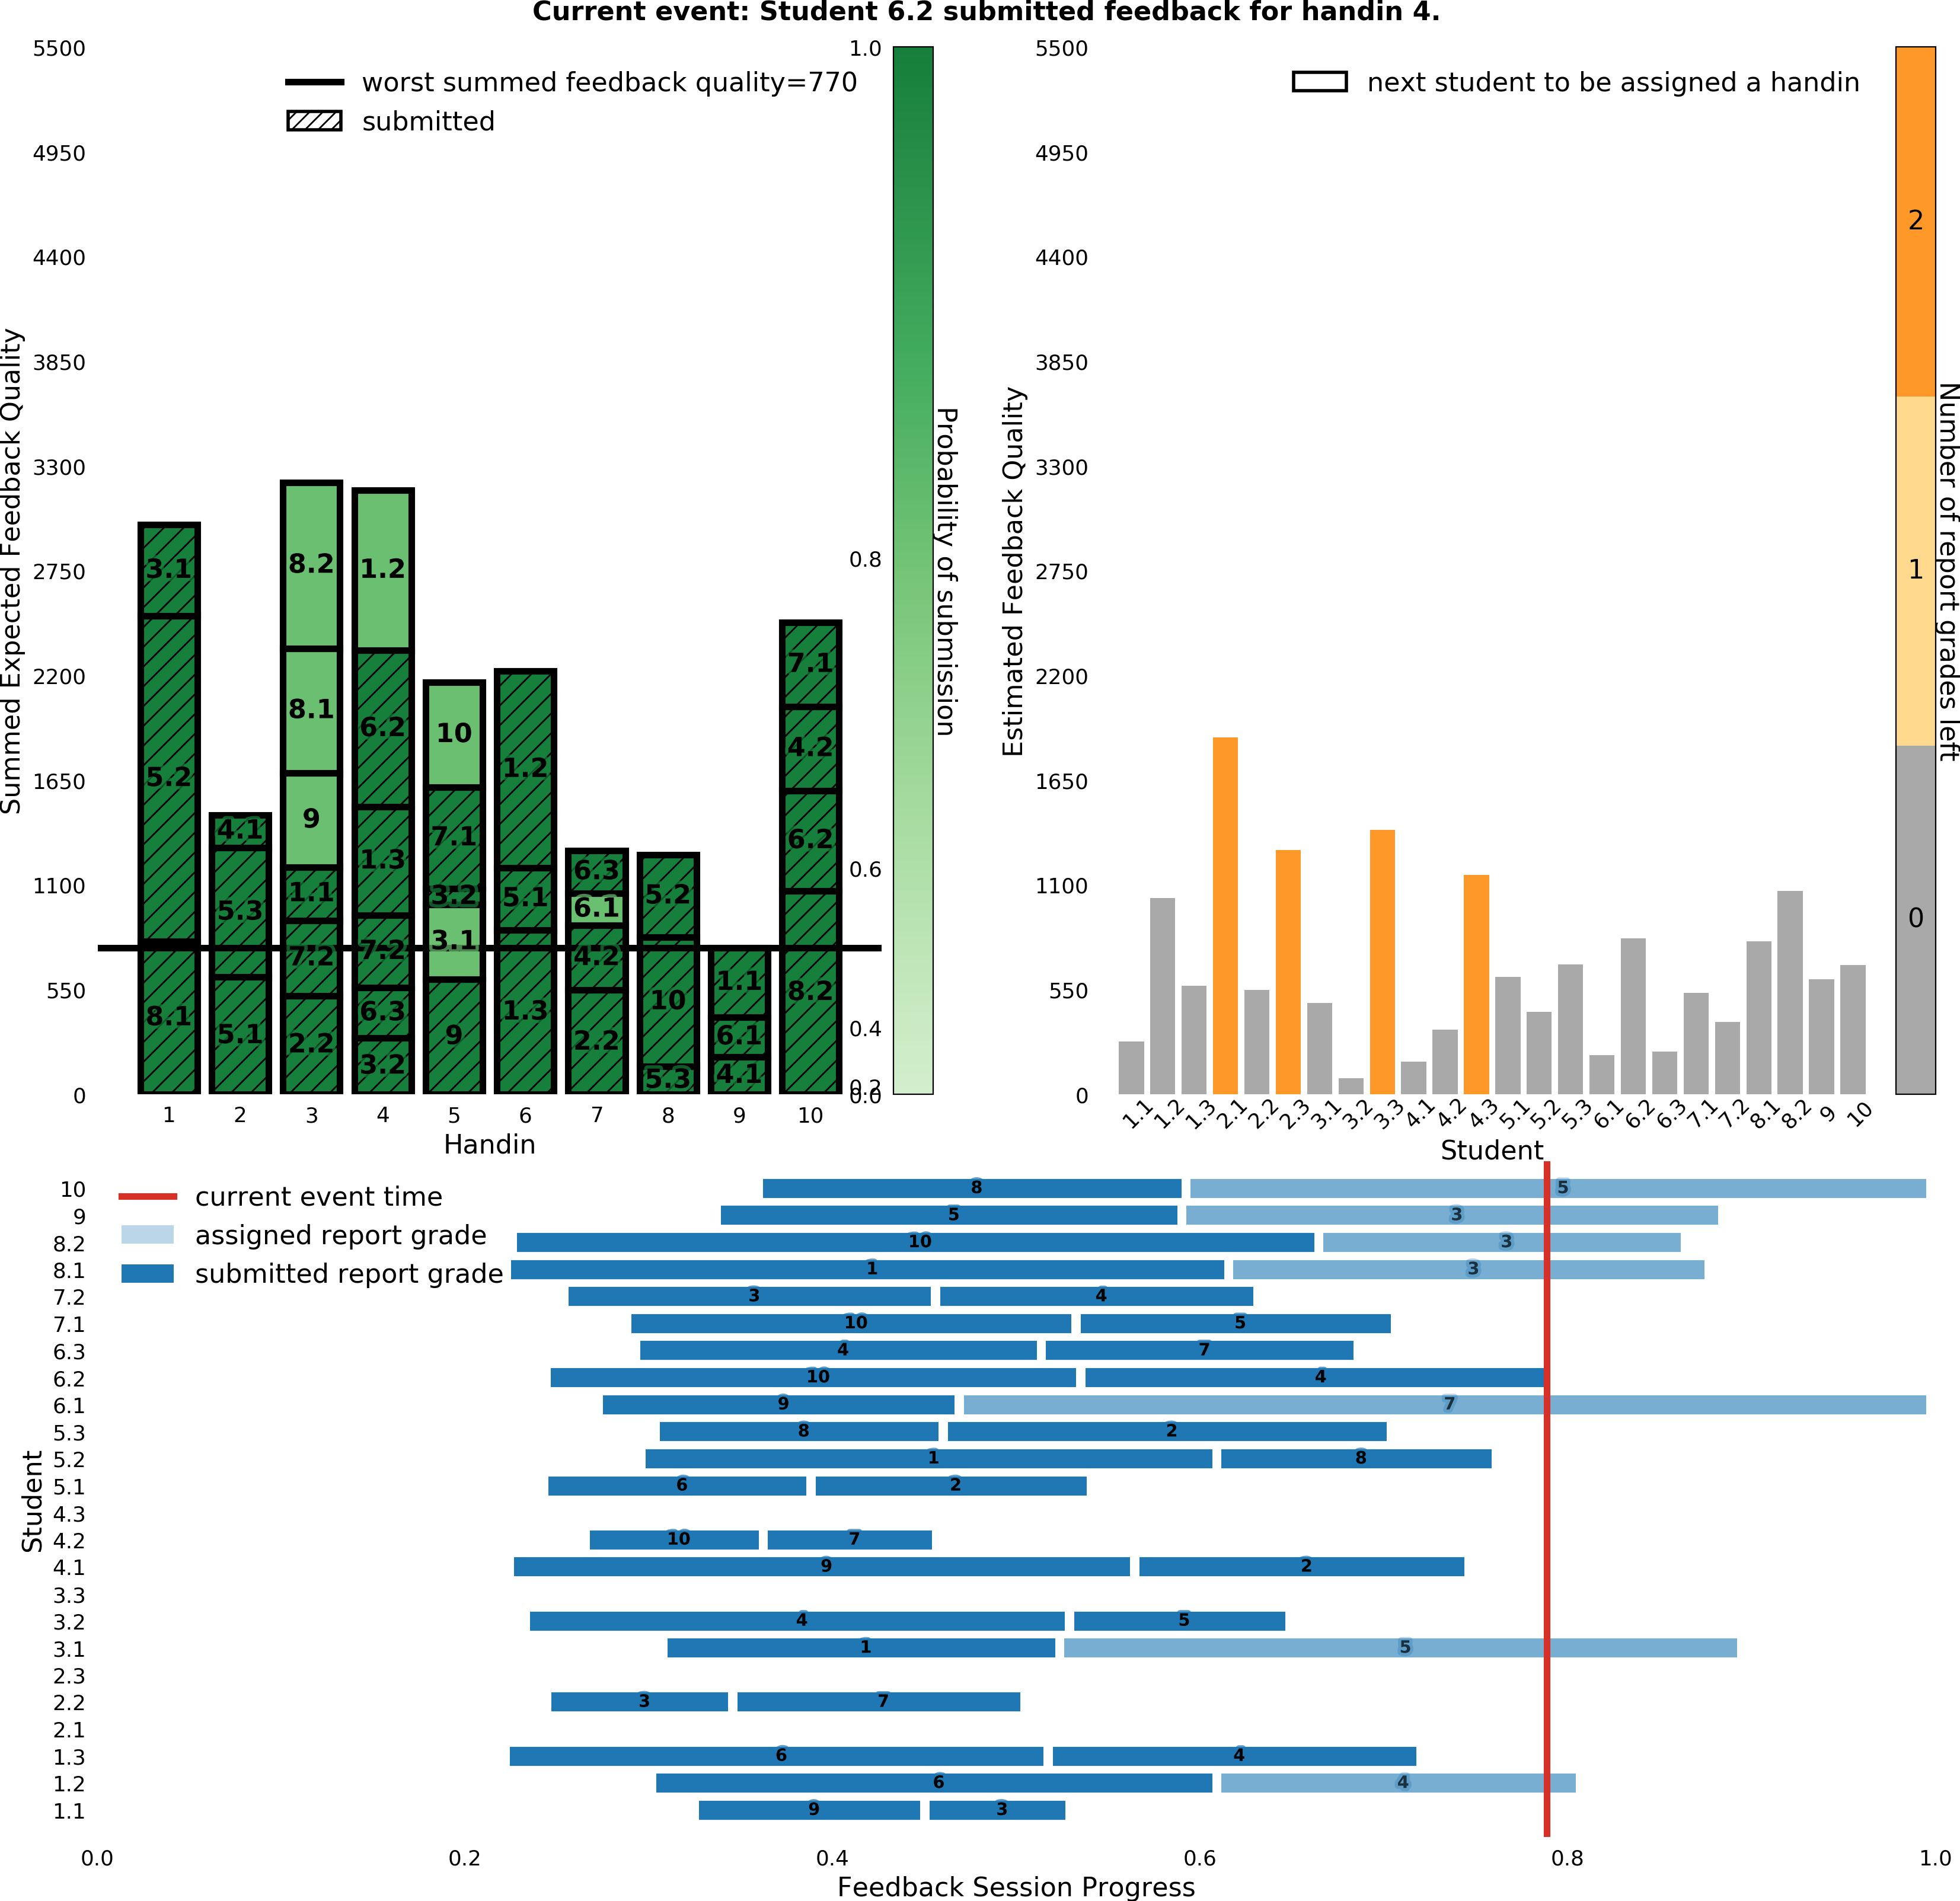 Current event: Student 6.2 submitted feedback for handin 4.
5500
4950
4400
3850
3300
2750
2200
1650
1100
550
0
Summed Expected Feedback Quality
worst summed feedback quality=770
submitted
3.1
5.2
8.1
4.1
5.3
5.1
8.2
8.1
9
1.1
7.2
2.2
1.2
6.2
1.3
7.2
6.3
3.2
10
7.1
3.2
3.1
9
1.2
5.1
1.3
6.3
6.1
4.2
2.2
5.2
10
5.3
1.1
6.1
4.1
7.1
4.2
6.2
8.2
1 2 3 4 5 6 7 8 9 10
Handin
1.0
0.8
0.6
0.4
0.2
0.0
Probability of submission
5500
4950
4400
3850
3300
2750
2200
1650
1100
550
0
Estimated Feedback Quality
next student to be assigned a handin
1.1 1.2 1.3 2.1 2.2 2.3 3.1 3.2 3.3 4.1 4.2 4.3 5.1 5.2 5.3 6.1 6.2 6.3 7.1 7.2 8.1 8.2 9 10
Student
2
1
0
Number of report grades left
current event time
assigned report grade
submitted report grade
Student
10 8 5
9 5 3
8.2 10 3
8.1 1 3
7.2 3 4
7.1 10 5
6.3 4 7
6.2 10 4
6.1 9 7
5.3 8 2
5.2 1 8
5.1 6 2
4.3
4.2 10 7
4.1 9 2
3.3
3.2 4 5
3.1 1 5
2.3
2.2 3 7
2.1
1.3 6 4
1.2 6 4
1.1 9 3
0.0 0.2 0.4 0.6 0.8 1.0
Feedback Session Progress